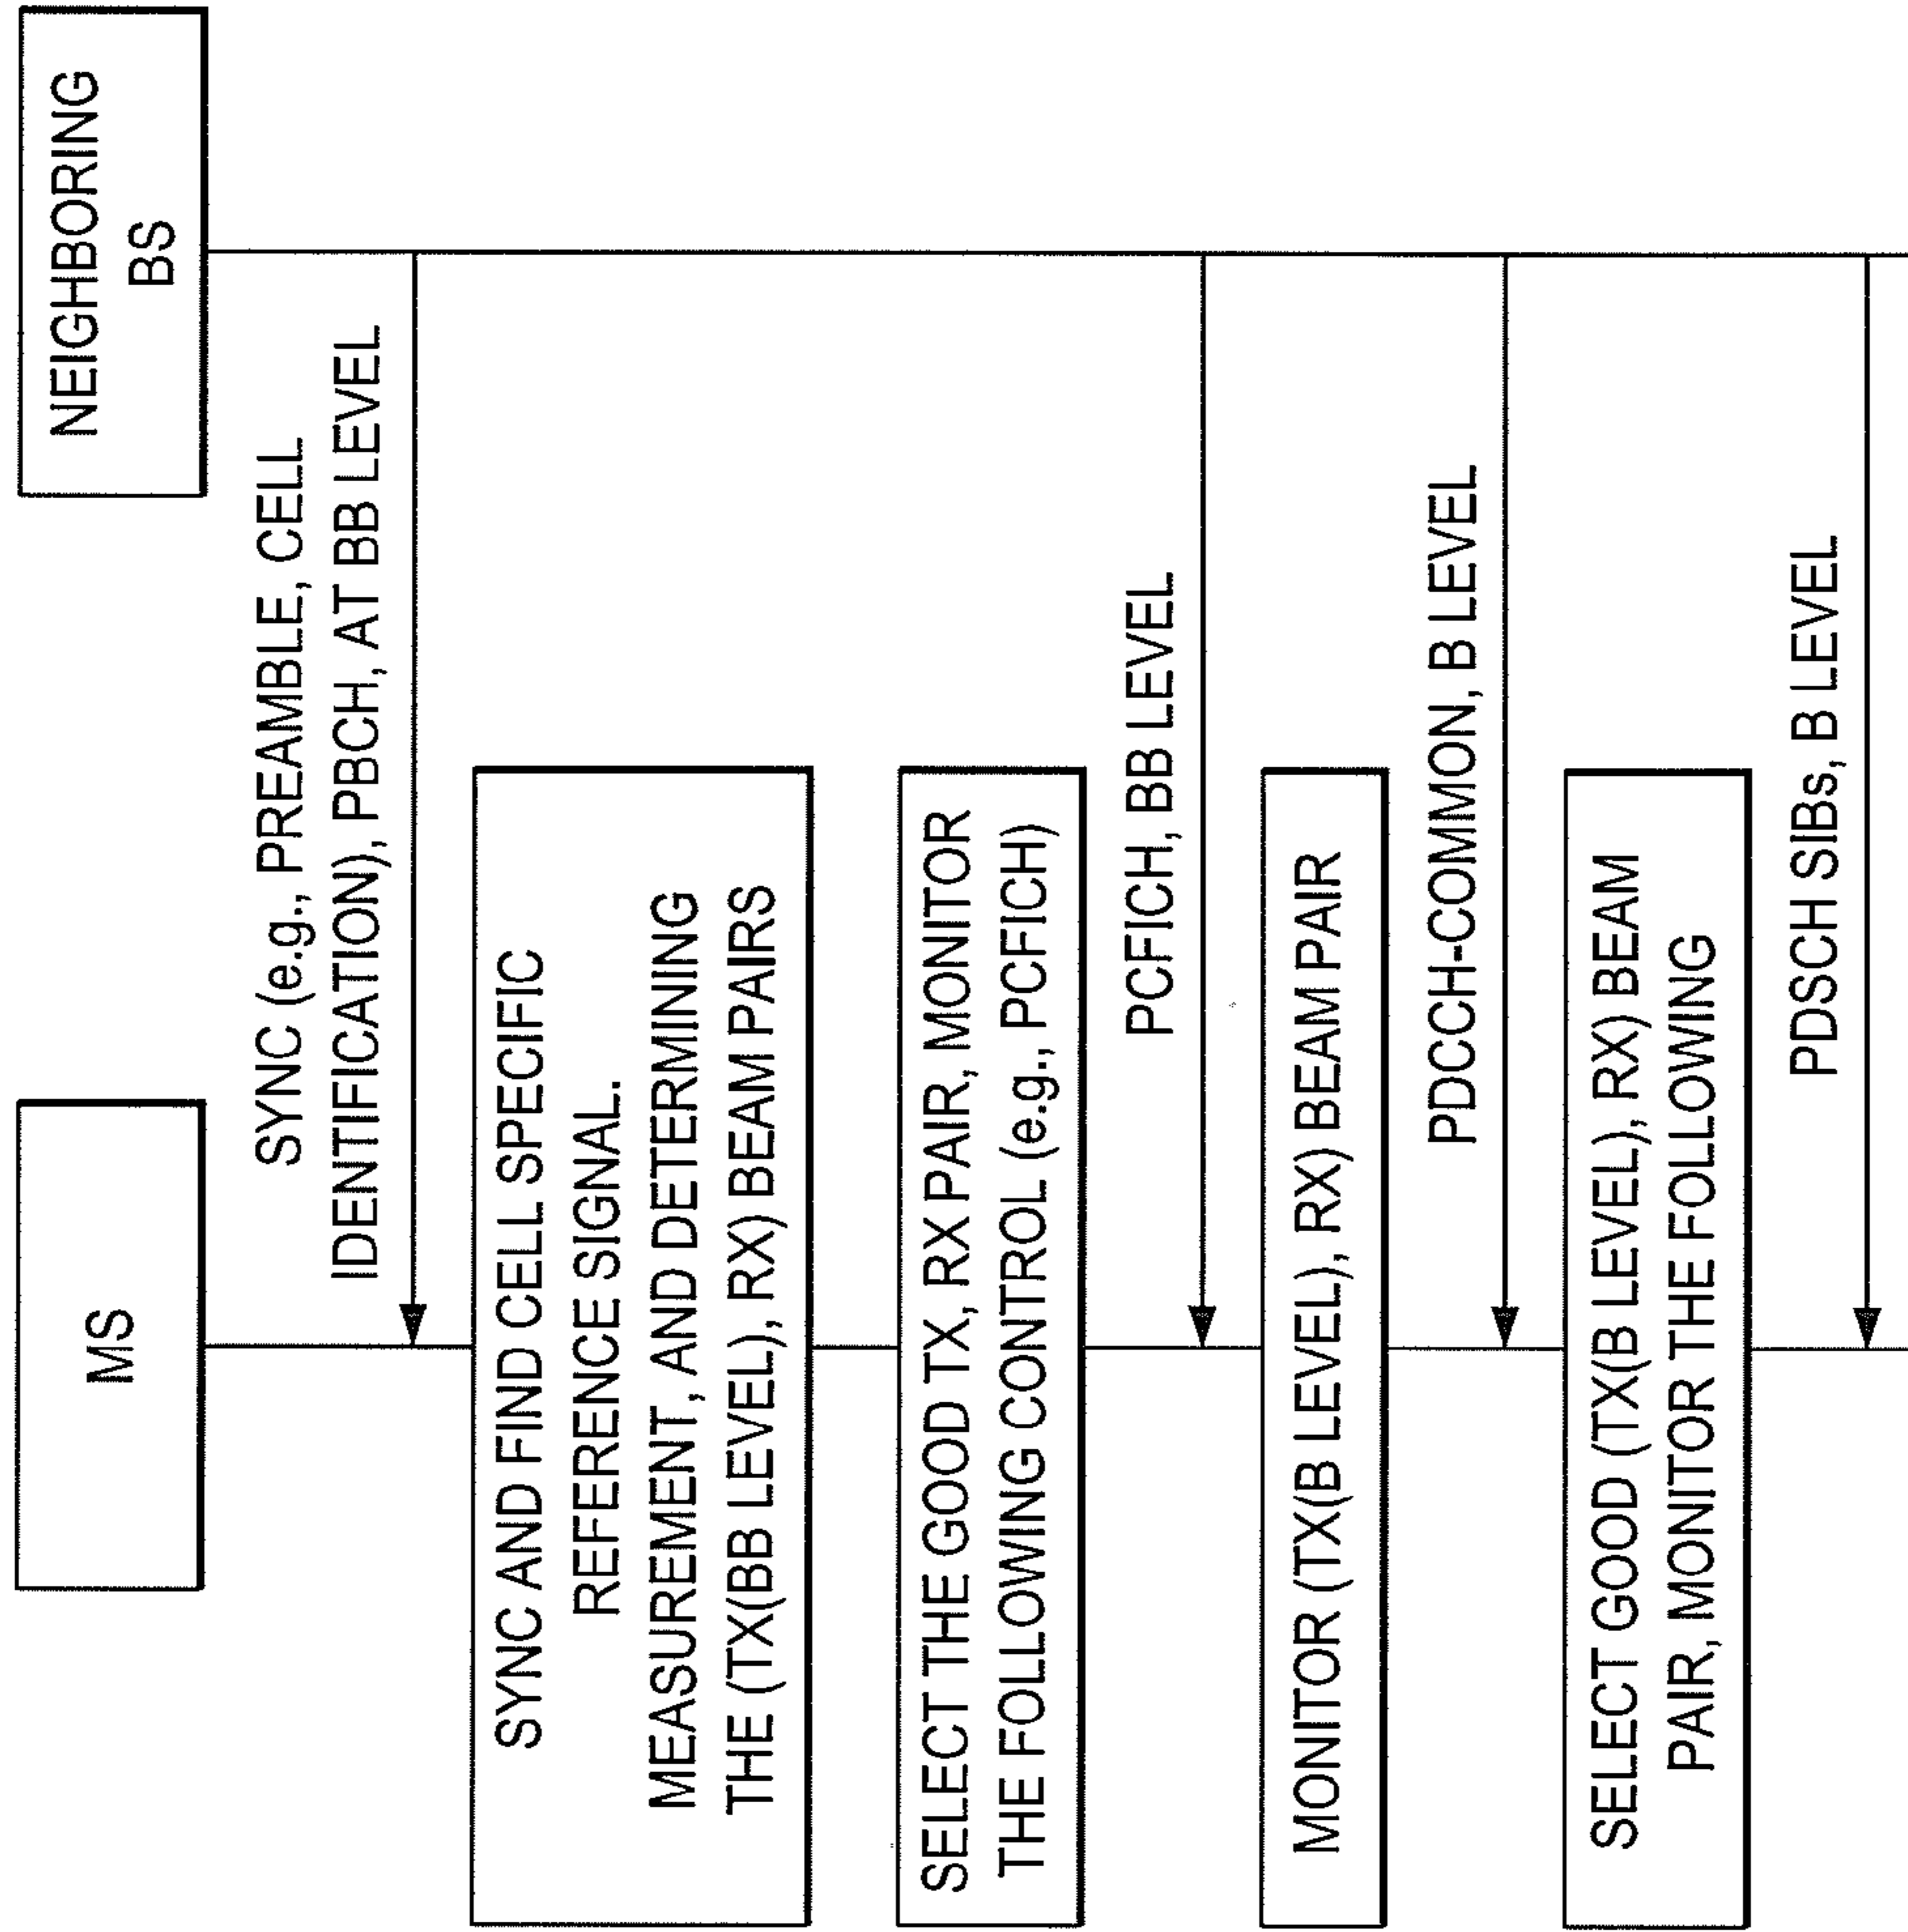 MS
NEIGHBORING
BS
SYNC (e.g., PREAMBLE, CELL
IDENTIFICATION), PBCH, AT BB LEVEL
SYNC AND FIND CELL SPECIFIC
REFERENCE SIGNAL.
MEASUREMENT, AND DETERMINING
THE (TX(BB LEVEL), RX) BEAM PAIRS
SELECT THE GOOD TX, RX PAIR, MONITOR
THE FOLLOWING CONTROL (e.g., PCFICH)
PCFICH, BB LEVEL
MONITOR (TX(B LEVEL), RX) BEAM PAIR
PDCCH-COMMON, B LEVEL
SELECT GOOD (TX(B LEVEL), RX) BEAM
PAIR, MONITOR THE FOLLOWING
PDSCH SIBs, B LEVEL